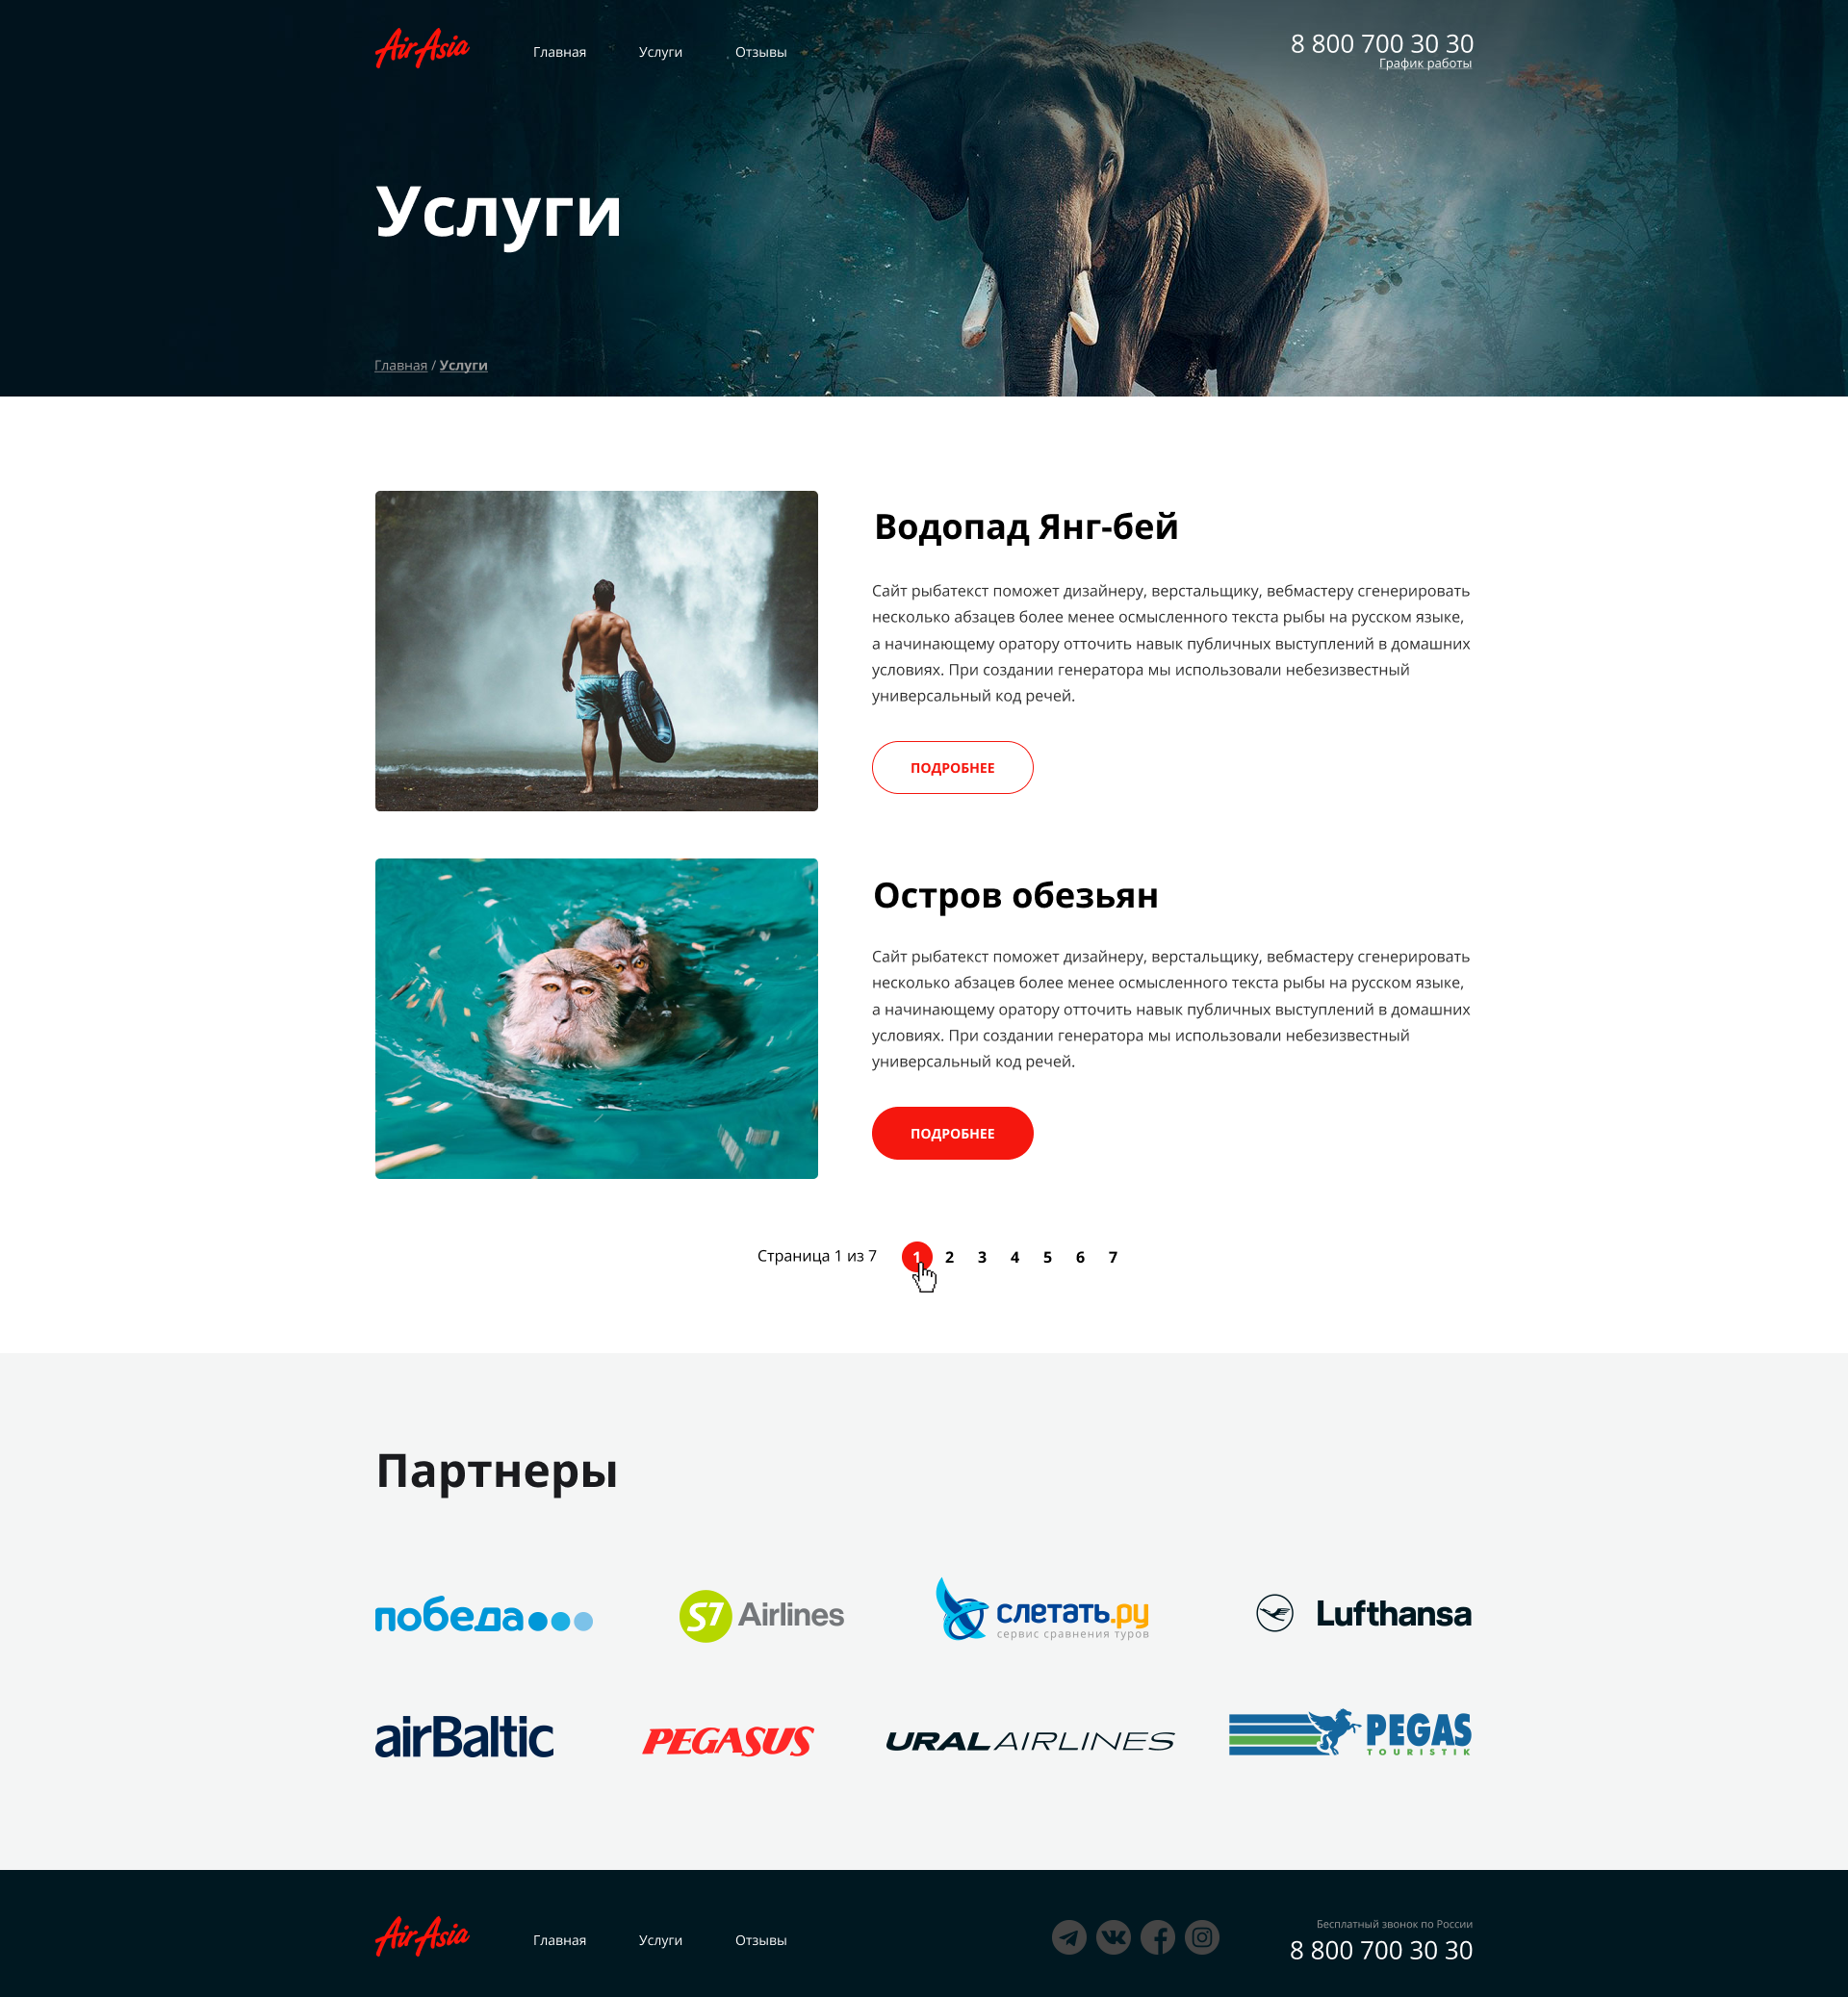 AirAsia
Главная
Услуги
Отзывы
8 800 700 30 30
График работы
Услуги
Главная / Услуги
Водопад Янг-бей
Сайт рыбатекст поможет дизайнеру, верстальщику, вебмастеру сгенерировать
несколько абзацев более менее осмысленного текста рыбы на русском языке,
а начинающему оратору отточить навык публичных выступлений в домашних
условиях. При создании генератора мы использовали небезизвестный
универсальный код речей.
ПОДРОБНЕЕ
Остров обезьян
Сайт рыбатекст поможет дизайнеру, верстальщику, вебмастеру сгенерировать
несколько абзацев более менее осмысленного текста рыбы на русском языке,
а начинающему оратору отточить навык публичных выступлений в домашних
условиях. При создании генератора мы использовали небезизвестный
универсальный код речей.
ПОДРОБНЕЕ
Страница 1 из 7 1 2 3 4 5 6 7
Партнеры
победа
S7 Airlines
слетать.ру
сервис сравнения туров
Lufthansa
airBaltic
PEGASUS
URAL AIRLINES
PEGAS
TOURISTIK
AirAsia
Главная
Услуги
Отзывы
Бесплатный звонок по России
8 800 700 30 30